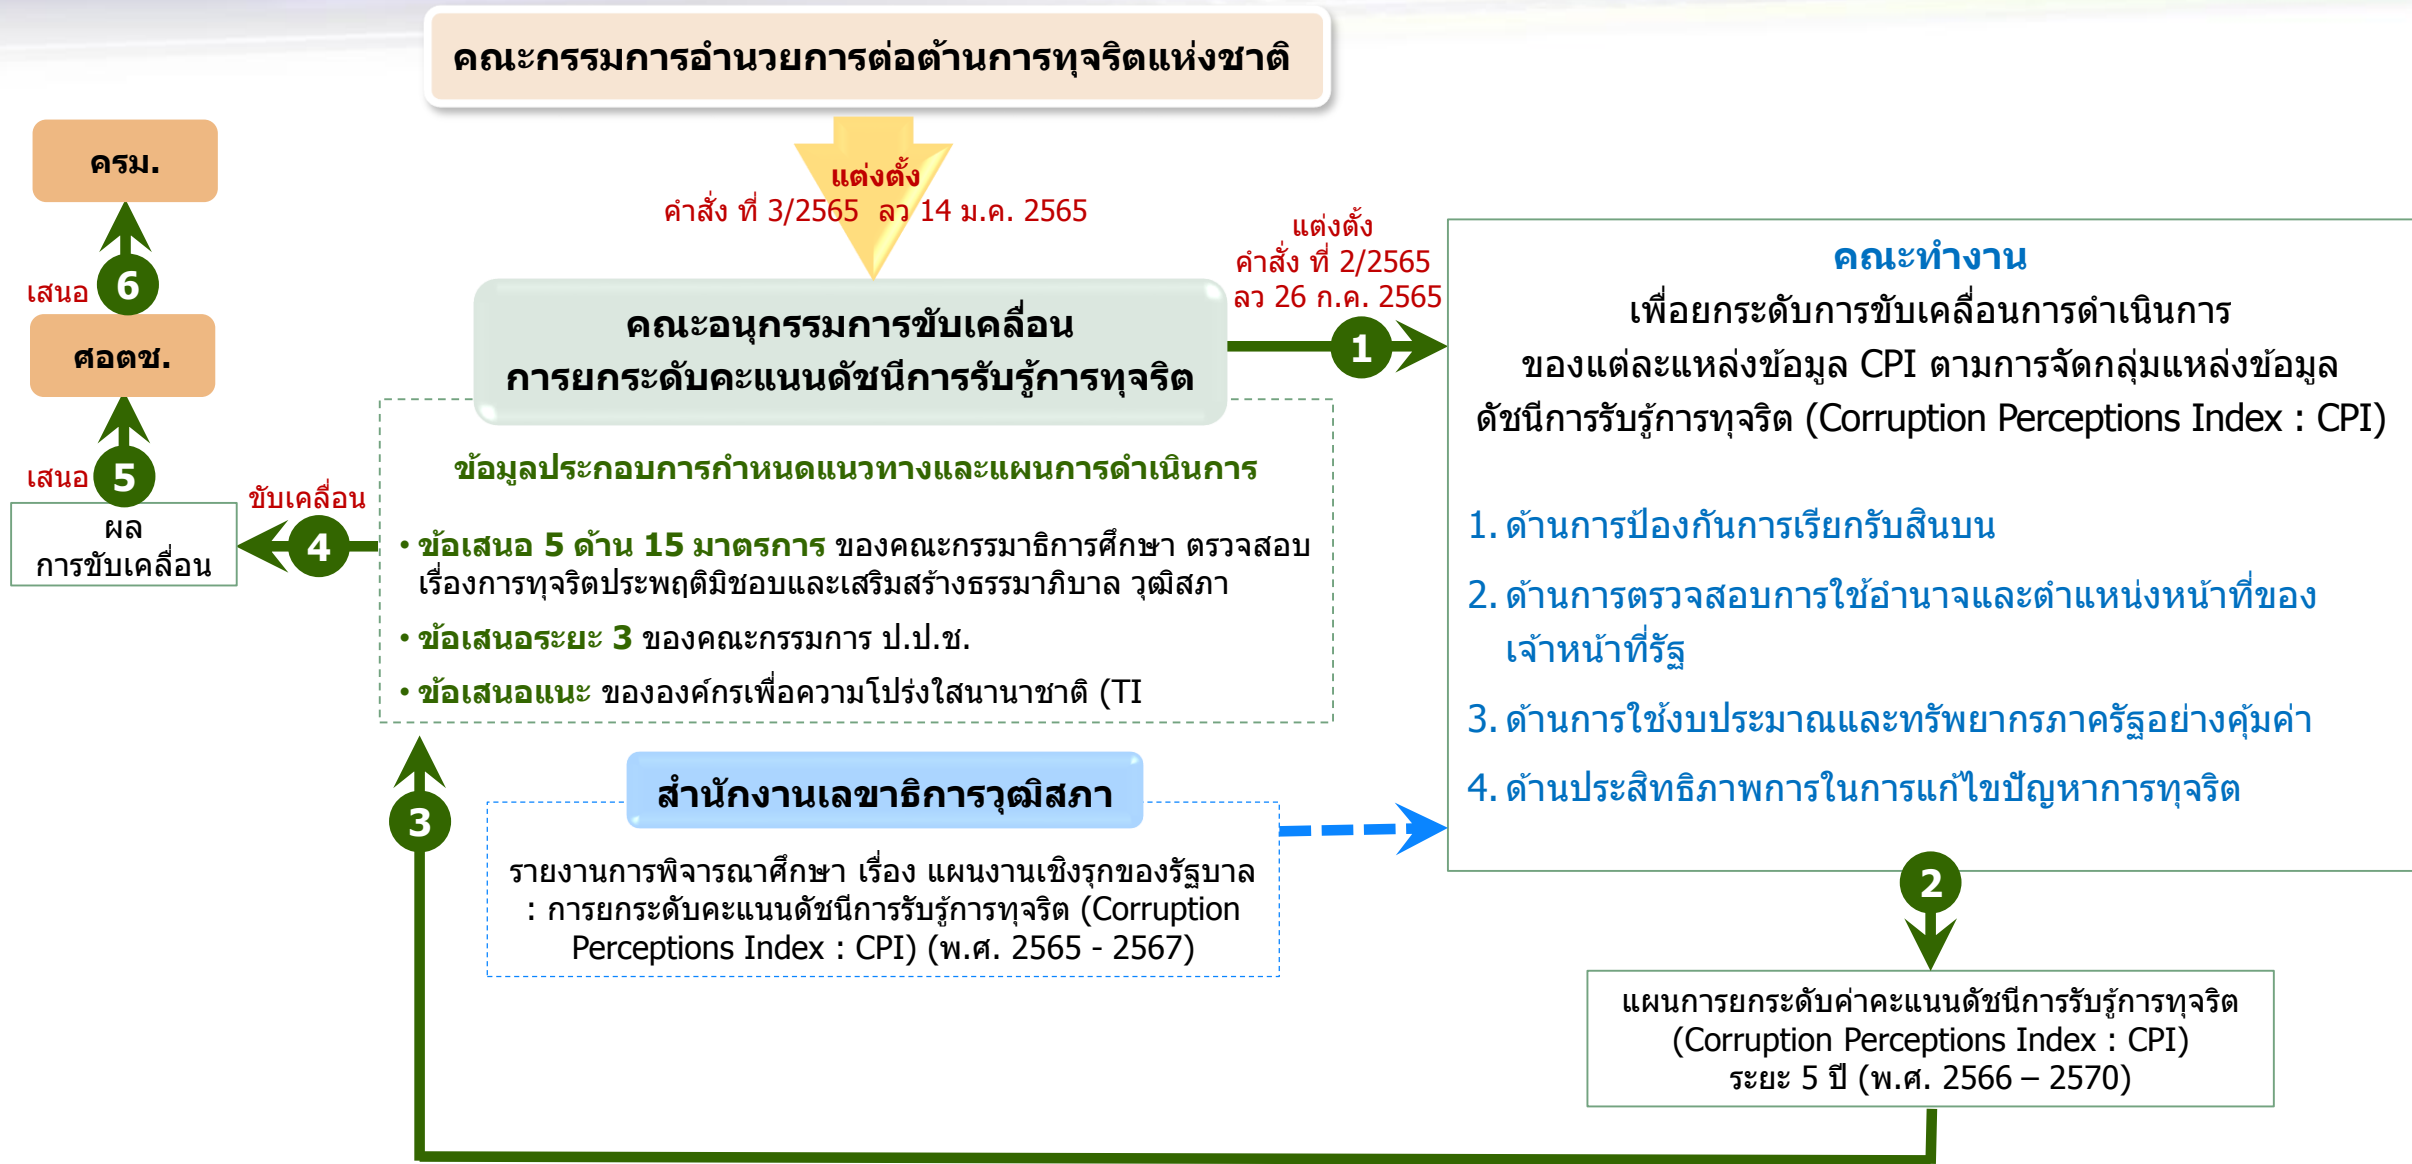 คณะกรรมการอำนวยการต่อต้านการทุจริตแห่งชาติ
แต่งตั้ง
คำสั่ง ที่ 3/2565 ลว 14 ม.ค. 2565
ครม.
เสนอ 6
ศอตช.
เสนอ 5
ผล
การขับเคลื่อน
ขับเคลื่อน
4
คณะอนุกรรมการขับเคลื่อน
การยกระดับคะแนนดัชนีการรับรู้การทุจริต
ข้อมูลประกอบการกำหนดแนวทางและแผนการดำเนินการ
• ข้อเสนอ 5 ด้าน 15 มาตรการ ของคณะกรรมาธิการศึกษา ตรวจสอบ
เรื่องการทุจริตประพฤติมิชอบและเสริมสร้างธรรมาภิบาล วุฒิสภา
• ข้อเสนอระยะ 3 ของคณะกรรมการ ป.ป.ช.
• ข้อเสนอแนะ ขององค์กรเพื่อความโปร่งใสนานาชาติ (TI
แต่งตั้ง
คำสั่ง ที่ 2/2565
ลว 26 ก.ค. 2565
1
คณะทำงาน
เพื่อยกระดับการขับเคลื่อนการดำเนินการ
ของแต่ละแหล่งข้อมูล CPI ตามการจัดกลุ่มแหล่งข้อมูล
ดัชนีการรับรู้การทุจริต (Corruption Perceptions Index : CPI)
1. ด้านการป้องกันการเรียกรับสินบน
2. ด้านการตรวจสอบการใช้อำนาจและตำแหน่งหน้าที่ของ
เจ้าหน้าที่รัฐ
3. ด้านการใช้งบประมาณและทรัพยากรภาครัฐอย่างคุ้มค่า
4. ด้านประสิทธิภาพการในการแก้ไขปัญหาการทุจริต
3
สำนักงานเลขาธิการวุฒิสภา
รายงานการพิจารณาศึกษา เรื่อง แผนงานเชิงรุกของรัฐบาล
: การยกระดับคะแนนดัชนีการรับรู้การทุจริต (Corruption
Perceptions Index : CPI) (พ.ศ. 2565 - 2567)
2
แผนการยกระดับค่าคะแนนดัชนีการรับรู้การทุจริต
(Corruption Perceptions Index : CPI)
ระยะ 5 ปี (พ.ศ. 2566 – 2570)